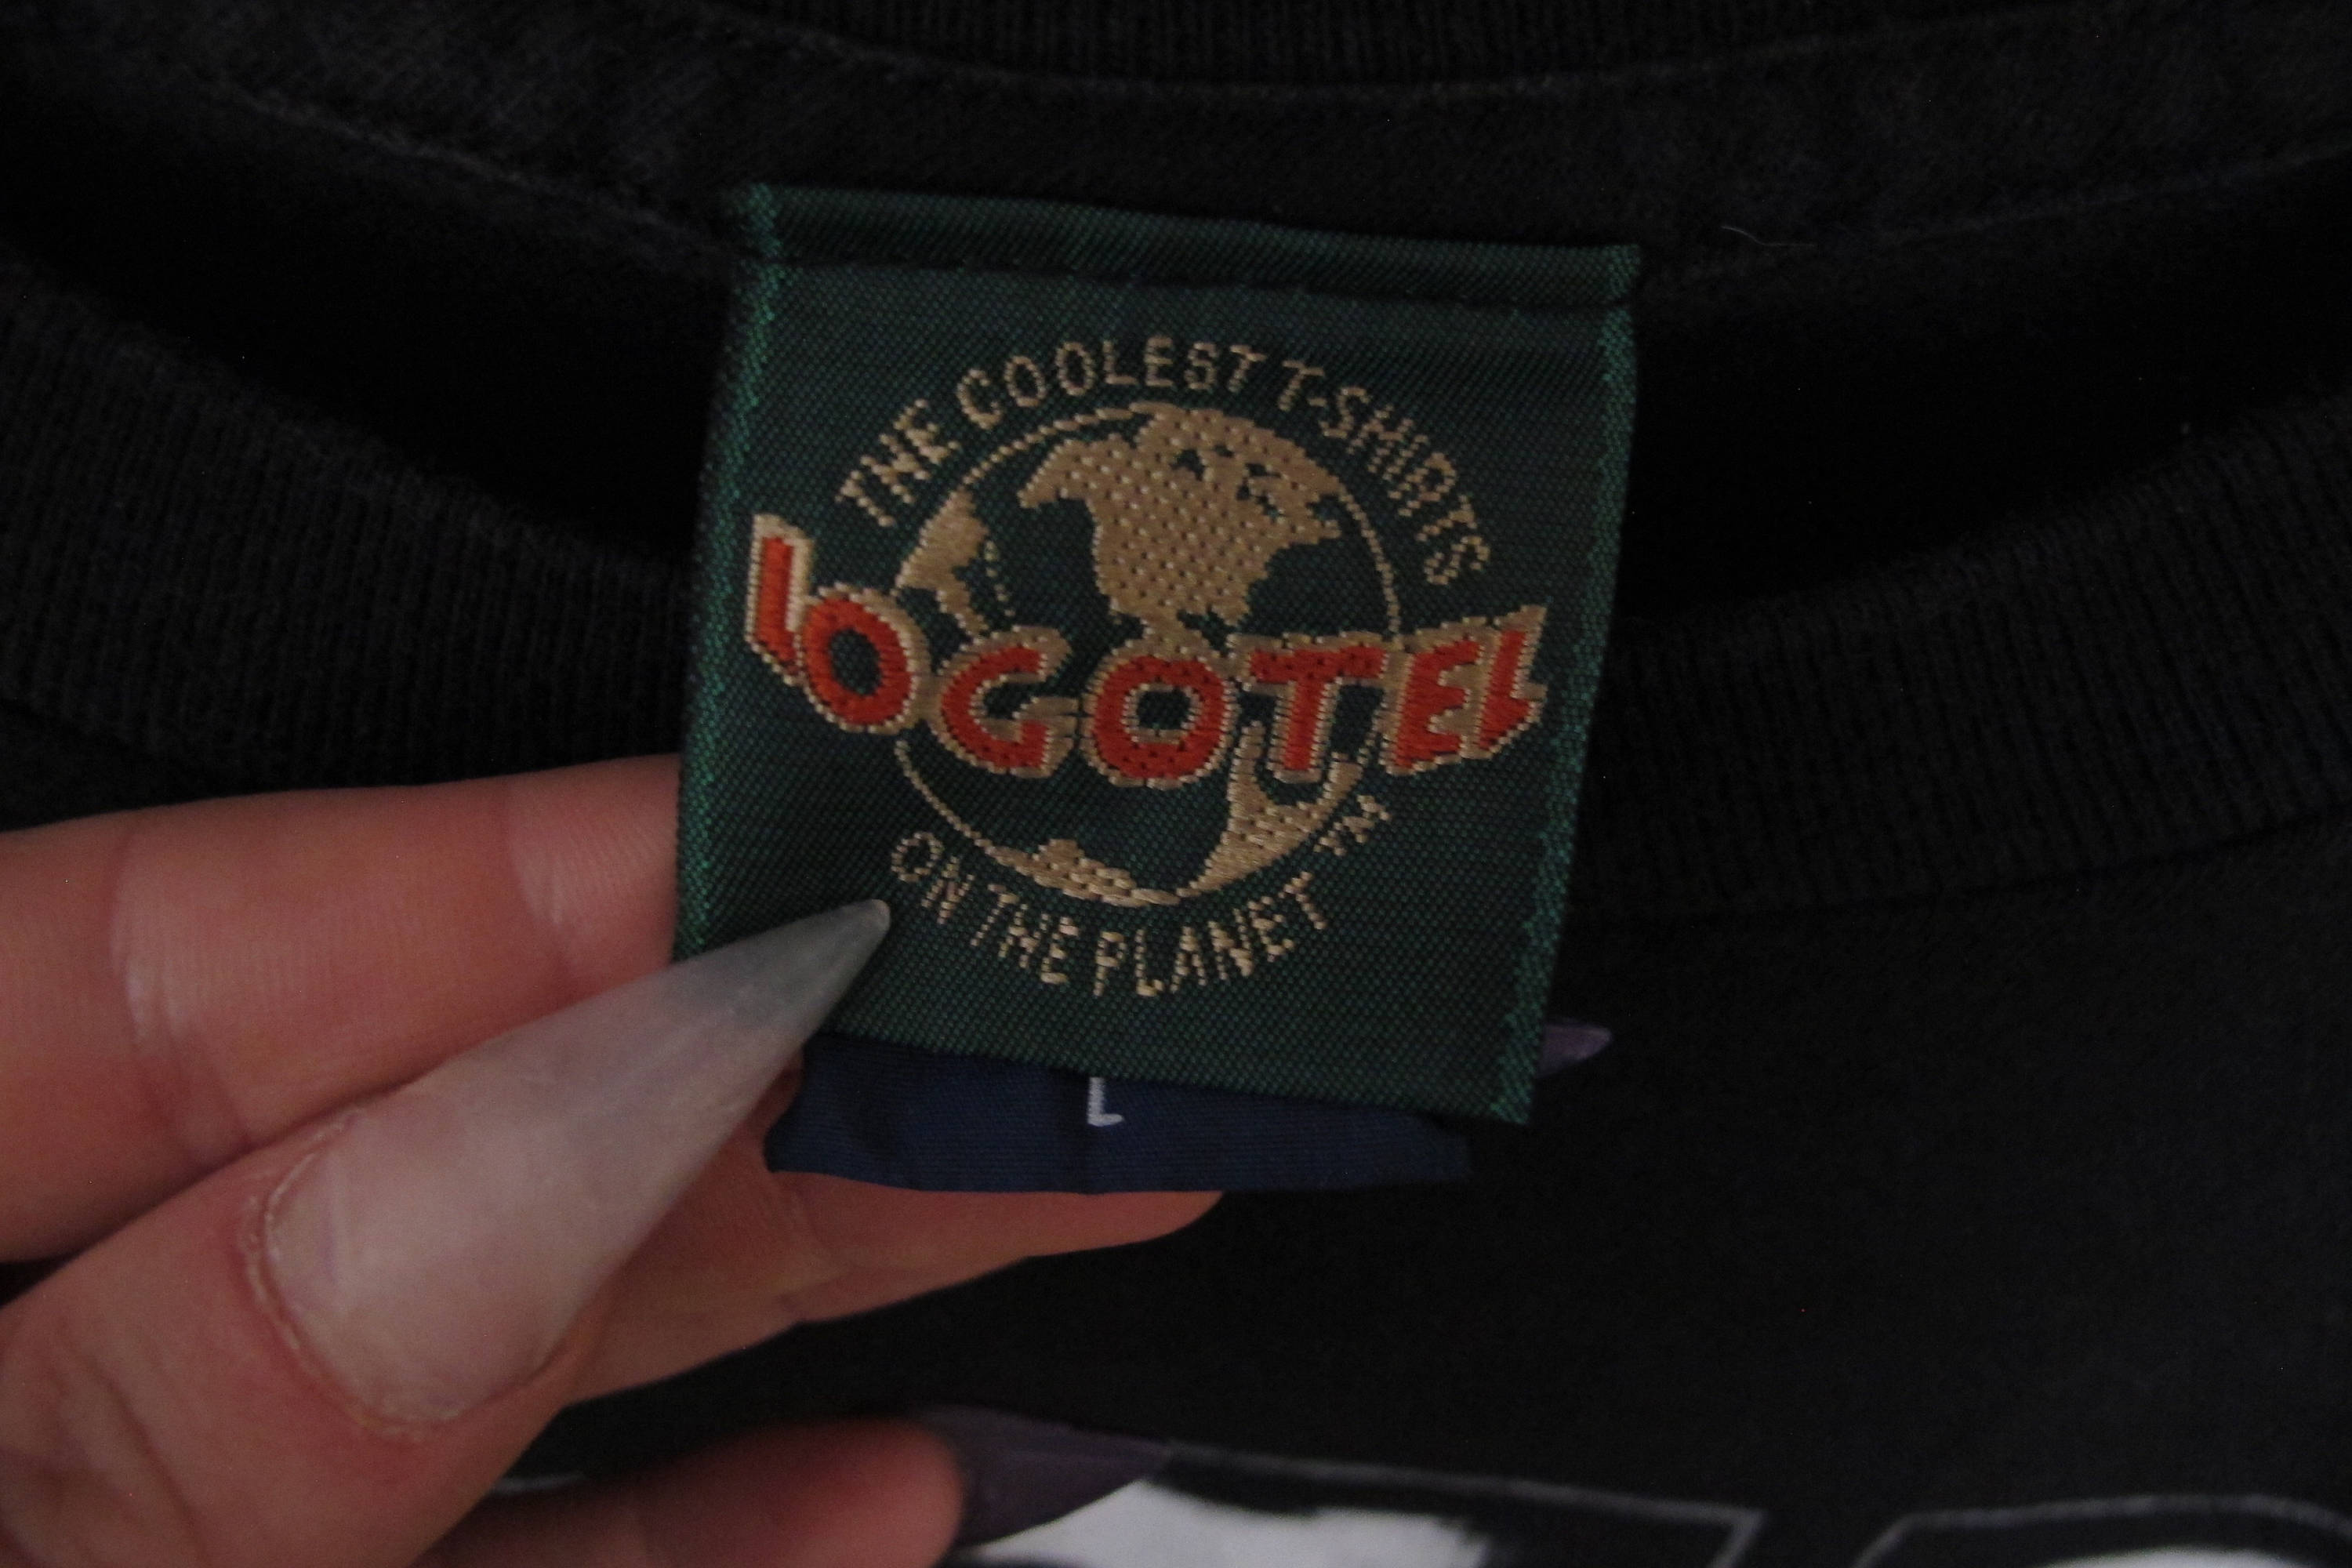 THE COOLEST T-SHIRTS
LOGOTEL
ON THE PLANET TM
L